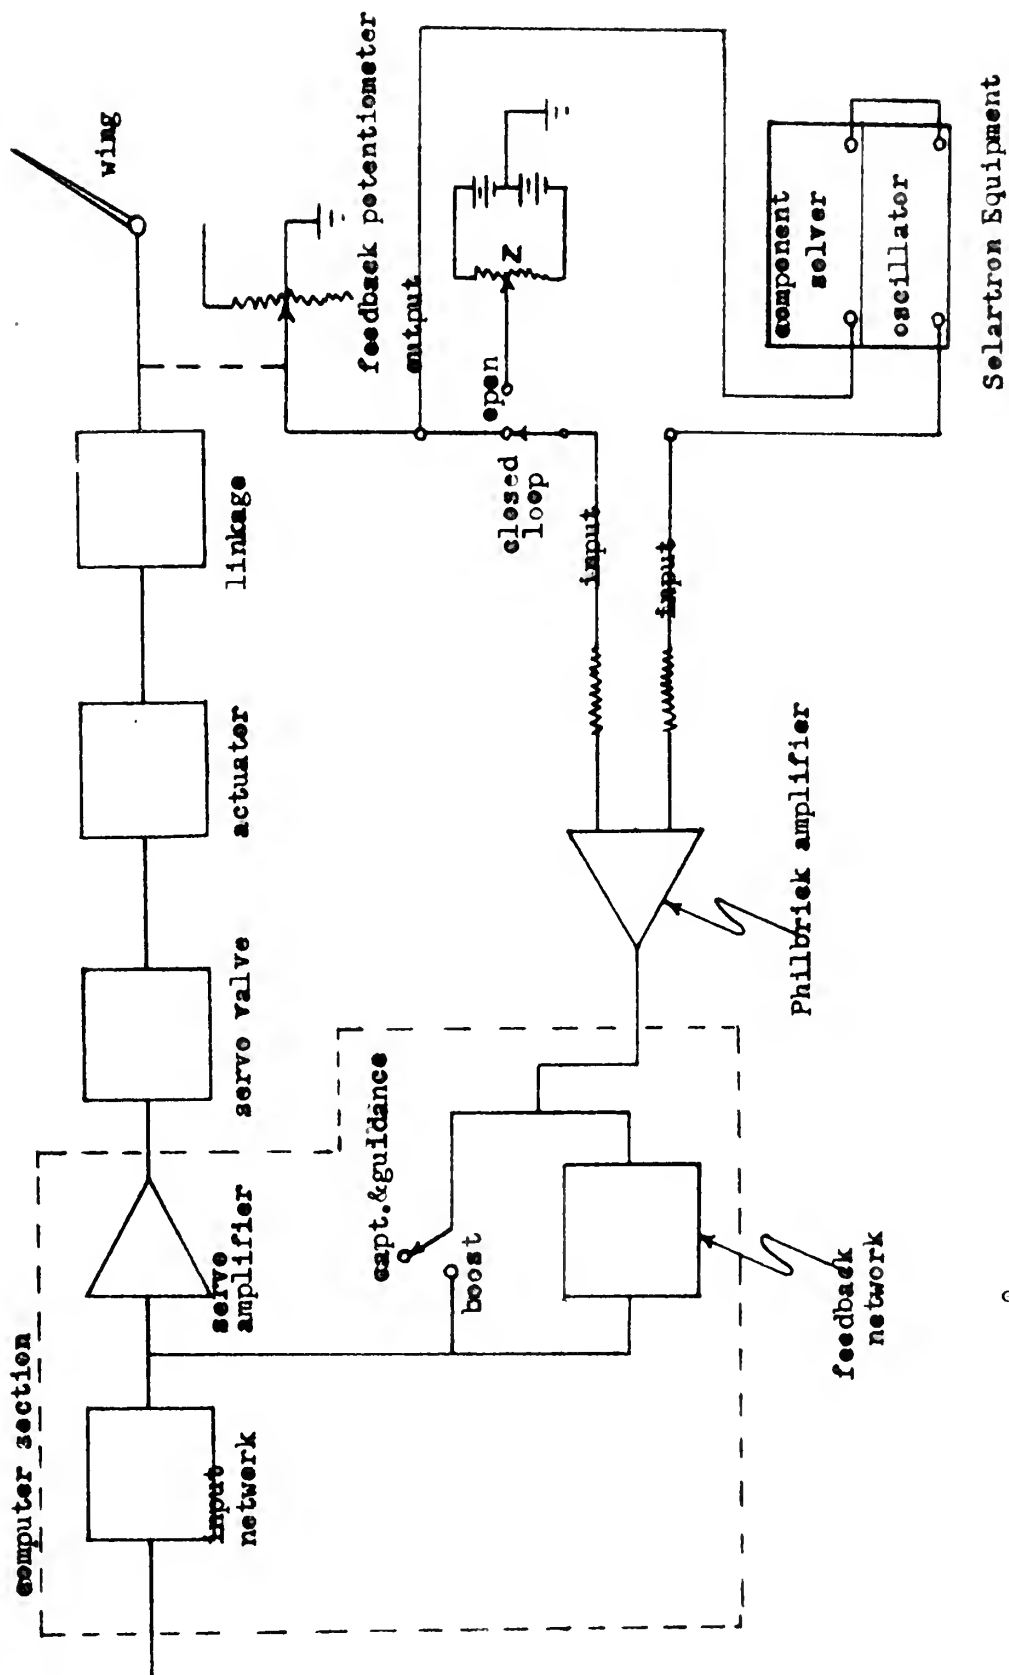 computer section
input
network
servo
amplifier
servo valve
actuator
linkage
wing
feedback potentiometer
output
capt.&guidance
boost
feedback
network
Philbrick amplifier
input
input
closed
loop
open
Z
component
solver
oscillator
Solartron Equipment